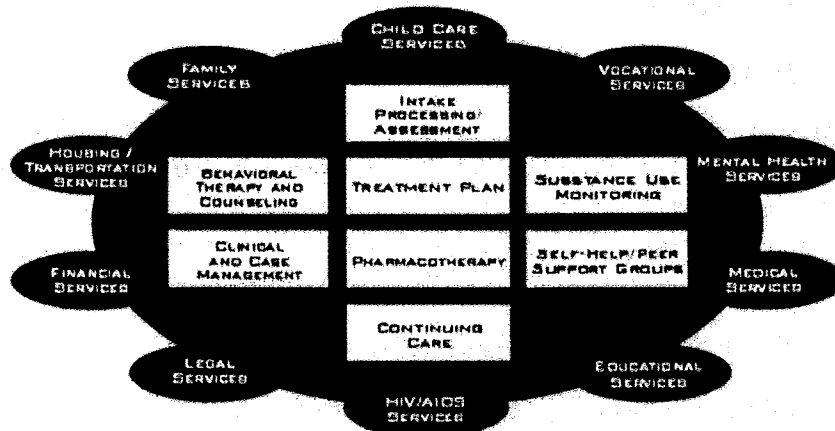 CHILD CARE
SERVICES
FAMILY
SERVICES
VOCATIONAL
SERVICES
INTAKE
PROCESSING/
ASSESSMENT
HOUSING /
TRANSPORTATION
SERVICES
BEHAVIORAL
THERAPY AND
COUNSELING
TREATMENT PLAN
SUBSTANCE USE
MONITORING
MENTAL HEALTH
SERVICES
FINANCIAL
SERVICES
CLINICAL
AND CASE
MANAGEMENT
PHARMACOTHERAPY
SELF-HELP/PEER
SUPPORT GROUPS
MEDICAL
SERVICES
CONTINUING
CARE
LEGAL
SERVICES
EDUCATIONAL
SERVICES
HIV/AIDS
SERVICES